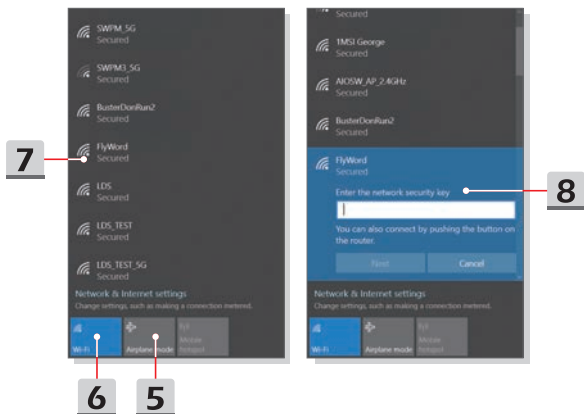 SWPM_5G
Secured
SWPM3_5G
Secured
BusterDonRun2
Secured
7
FlyWord
Secured
LDS
Secured
LDS_TEST
Secured
LDS_TEST_5G
Secured
Network & Internet settings
Change settings, such as making a connection metered.
Wi-Fi
Airplane mode
Mobile
hotspot
6
5
Secured
1MSI George
Secured
AIOSW_AP_2.4GHz
Secured
BusterDonRun2
Secured
FlyWord
Secured
Enter the network security key
8
You can also connect by pushing the button on
the router.
Next
Cancel
Network & Internet settings
Change settings, such as making a connection metered.
Wi-Fi
Airplane mode
Mobile
hotspot